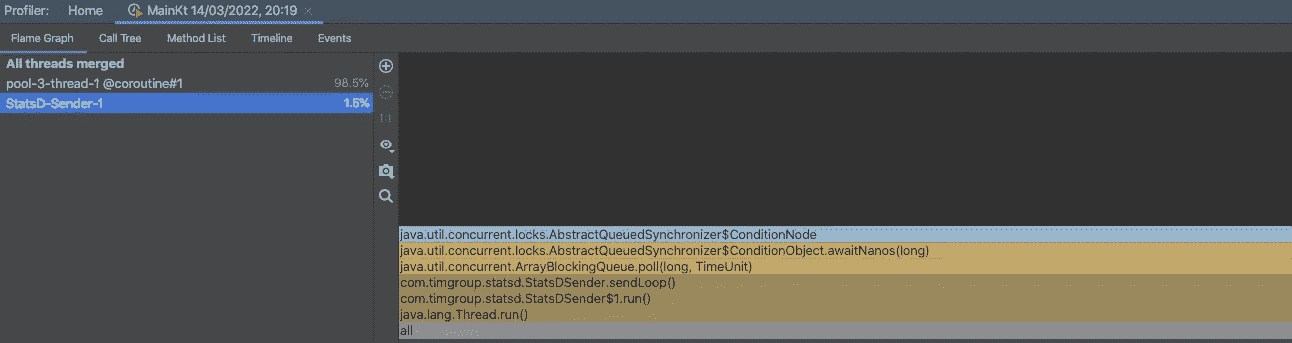 Profiler: Home MainKt 14/03/2022, 20:19 ×
Flame Graph Call Tree Method List Timeline Events
All threads merged
pool-3-thread-1 @coroutine#1 98.5%
StatsD-Sender-1 1.5%
java.util.concurrent.locks.AbstractQueuedSynchronizer$ConditionNode
java.util.concurrent.locks.AbstractQueuedSynchronizer$ConditionObject.awaitNanos(long)
java.util.concurrent.ArrayBlockingQueue.poll(long, TimeUnit)
com.timgroup.statsd.StatsDSender.sendLoop()
com.timgroup.statsd.StatsDSender$1.run()
java.lang.Thread.run()
all